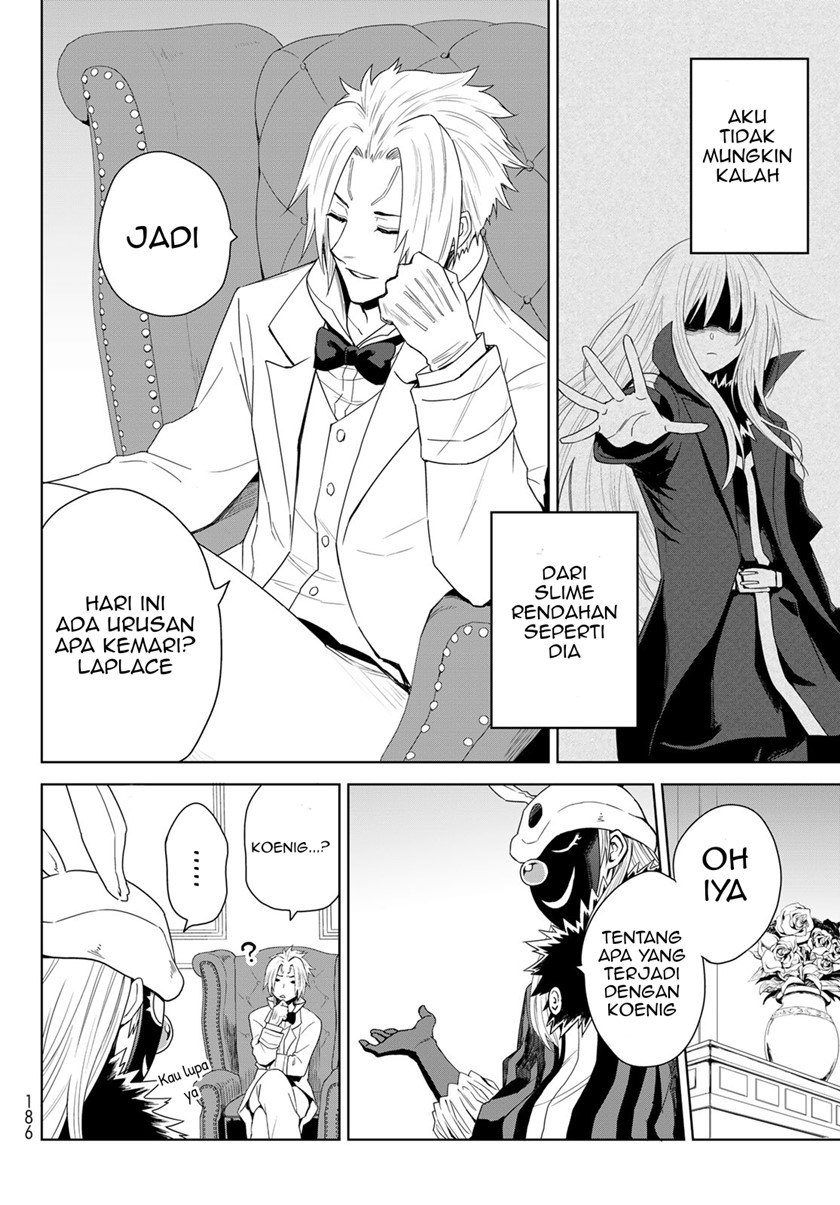 AKU
TIDAK
MUNGKIN
KALAH
DARI
SLIME
RENDAHAN
SEPERTI
DIA
JADI
HARI INI
ADA URUSAN
APA KEMARI?
LAPLACE
OH
IYA
TENTANG
APA YANG
TERJADI
DENGAN
KOENIG
KOENIG...?
?
.....
Kau lupa
ya
186